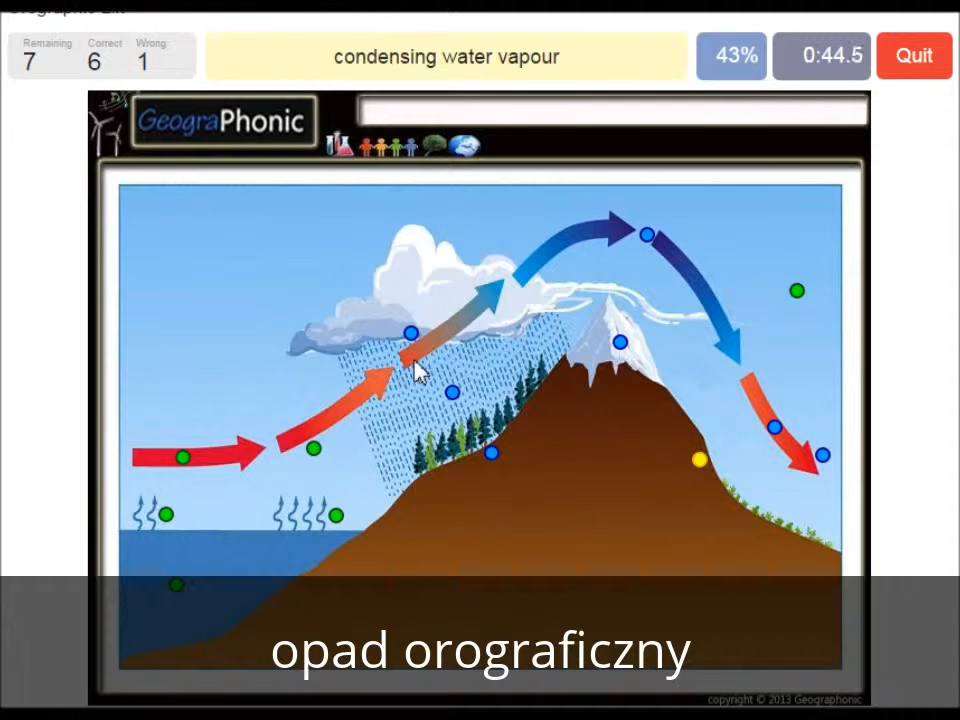 Remaining
Correct
Wrong
7
6
1
condensing water vapour
43%
0:44.5
Quit
GeograPhonic
opad orograficzny
copyright © 2013 Geographonic